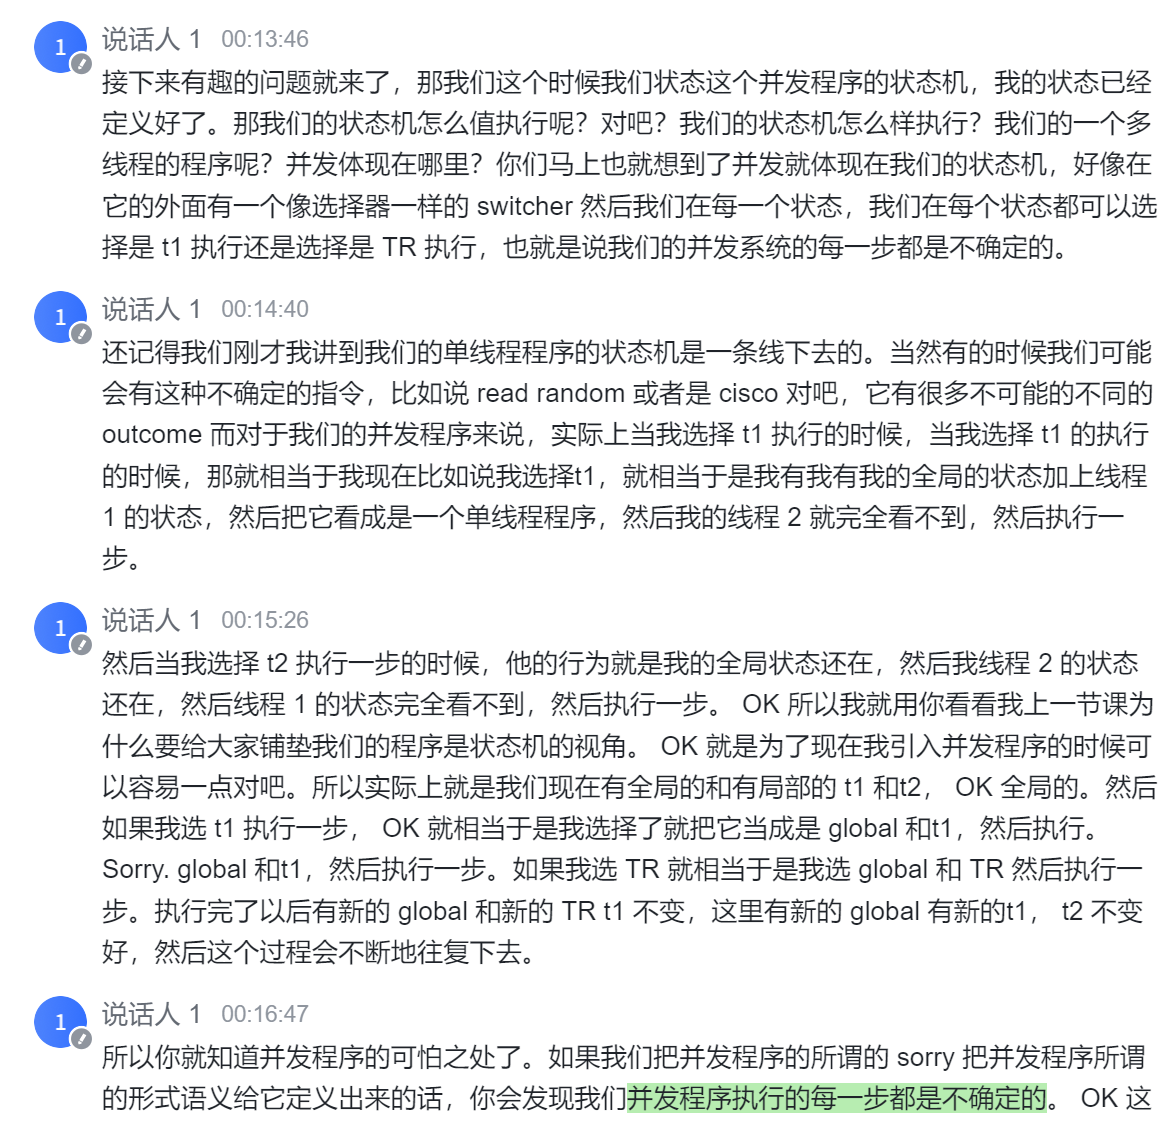 1 说话人 1 00:13:46
接下来有趣的问题就来了，那我们这个时候我们状态这个并发程序的状态机，我的状态已经
定义好了。那我们的状态机怎么值执行呢？对吧？我们的状态机怎么样执行？我们的一个多
线程的程序呢？并发体现在哪里？你们马上也就想到了并发就体现在我们的状态机，好像在
它的外面有一个像选择器一样的 switcher 然后我们在每一个状态，我们在每个状态都可以选
择是 t1 执行还是选择是 TR 执行，也就是说我们的并发系统的每一步都是不确定的。
1 说话人 1 00:14:40
还记得我们刚才我讲到我们的单线程程序的状态机是一条线下去的。当然有的时候我们可能
会有这种不确定的指令，比如说 read random 或者是 cisco 对吧，它有很多不可能的不同的
outcome 而对于我们的并发程序来说，实际上当我选择 t1 执行的时候，当我选择 t1 的执行
的时候，那就相当于我现在比如说我选择t1，就相当于是我有我有我的全局的状态加上线程
1 的状态，然后把它看成是一个单线程程序，然后我的线程 2 就完全看不到，然后执行一
步。
1 说话人 1 00:15:26
然后当我选择 t2 执行一步的时候，他的行为就是我的全局状态还在，然后我线程 2 的状态
还在，然后线程 1 的状态完全看不到，然后执行一步。 OK 所以我就用你看看我上一节课为
什么要给大家铺垫我们的程序是状态机的视角。 OK 就是为了现在我引入并发程序的时候可
以容易一点对吧。所以实际上就是我们现在有全局的和有局部的 t1 和t2， OK 全局的。然后
如果我选 t1 执行一步， OK 就相当于是我选择了就把它当成是 global 和t1，然后执行。
Sorry. global 和t1，然后执行一步。如果我选 TR 就相当于是我选 global 和 TR 然后执行一
步。执行完了以后有新的 global 和新的 TR t1 不变，这里有新的 global 有新的t1， t2 不变
好，然后这个过程会不断地往复下去。
1 说话人 1 00:16:47
所以你就知道并发程序的可怕之处了。如果我们把并发程序的所谓的 sorry 把并发程序所谓
的形式语义给它定义出来的话，你会发现我们并发程序执行的每一步都是不确定的。 OK 这